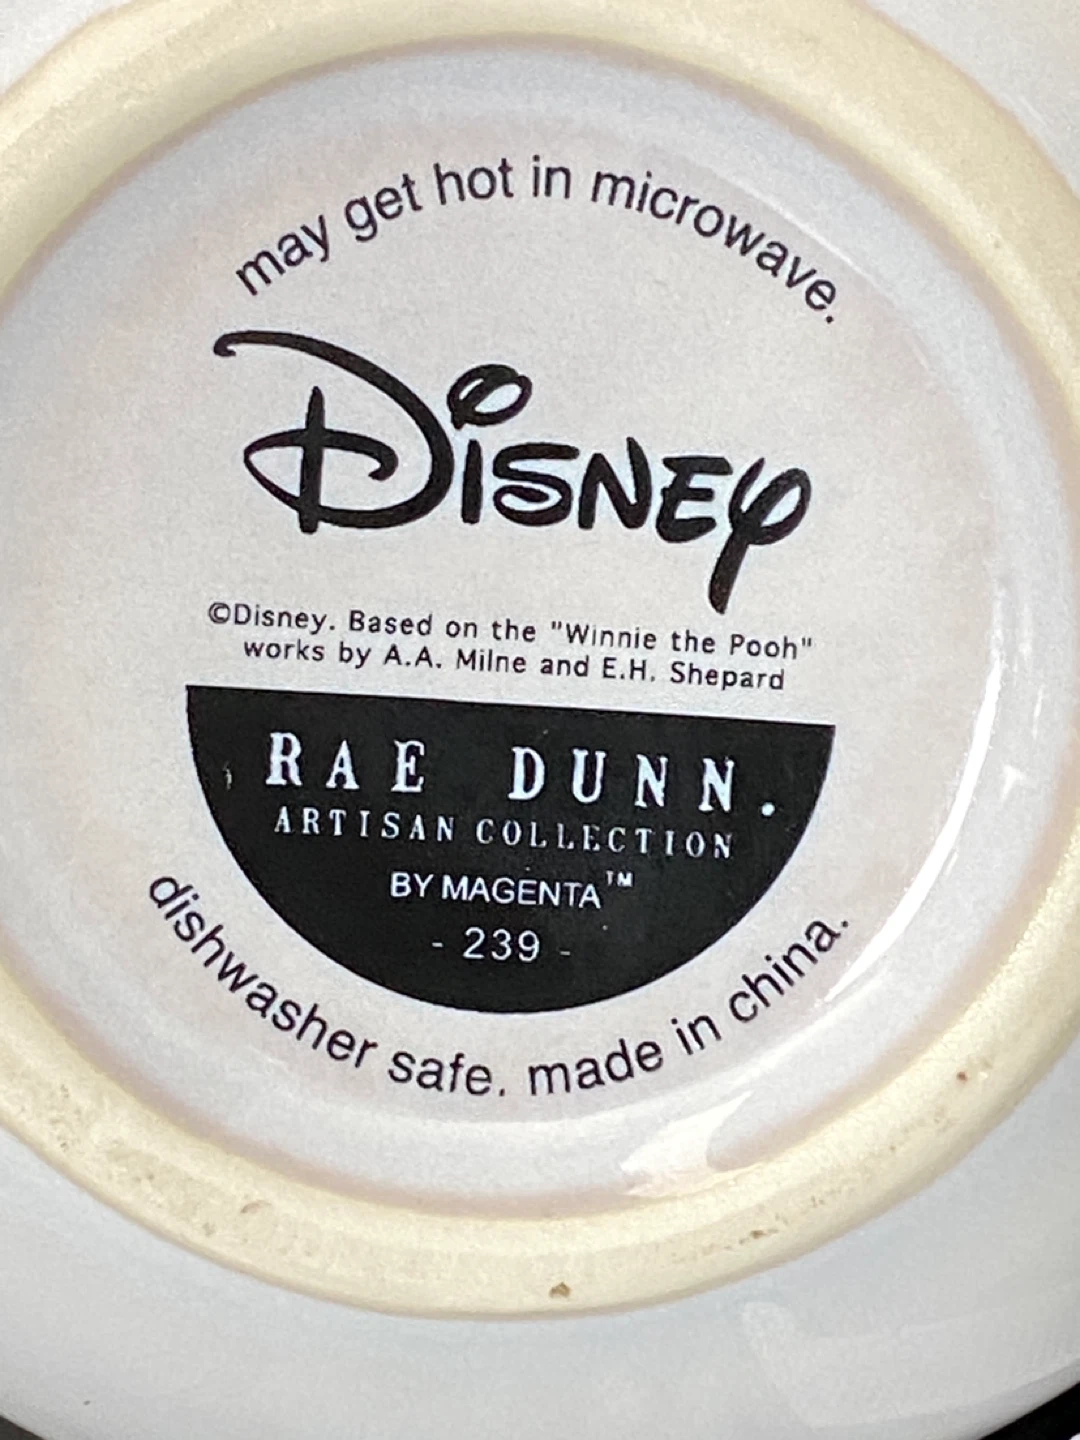 may get hot in microwave.
Disney
©Disney. Based on the "Winnie the Pooh"
works by A.A. Milne and E.H. Shepard
RAE DUNN.
ARTISAN COLLECTION
BY MAGENTA™
- 239 -
dishwasher safe. made in china.